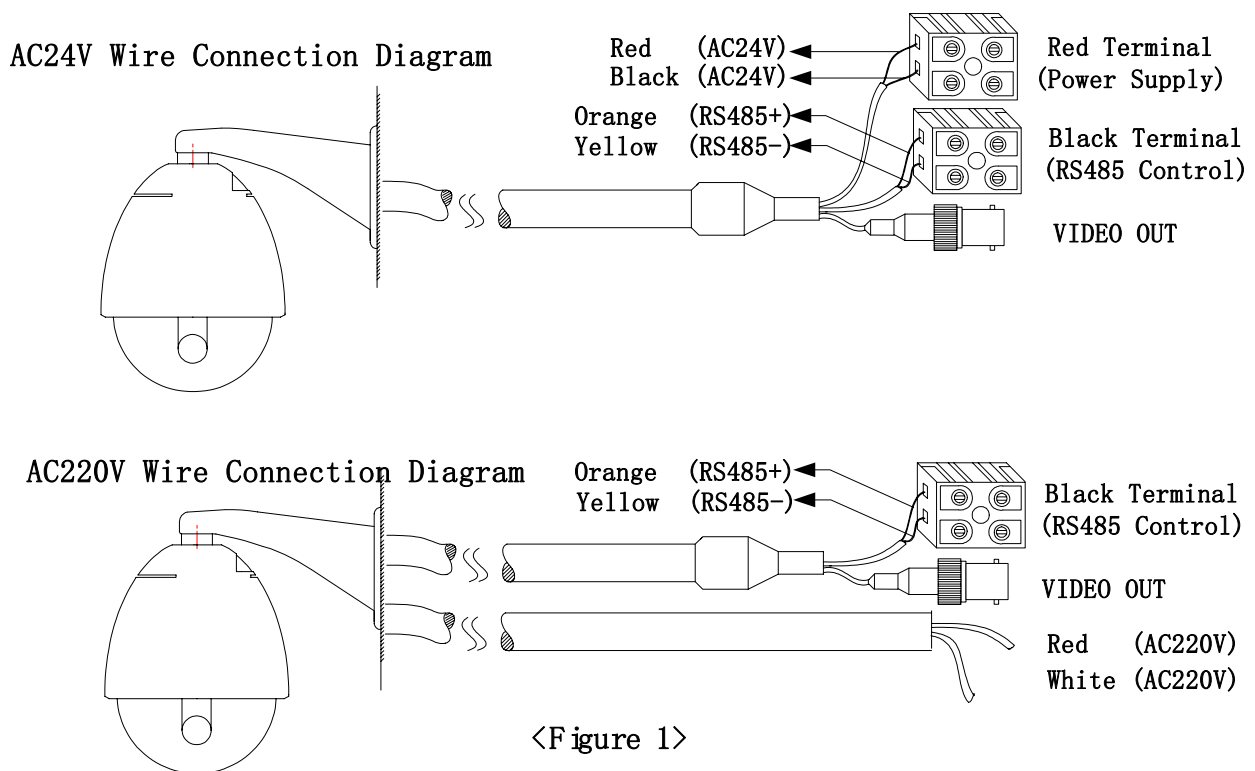 AC24V Wire Connection Diagram
Red (AC24V)
Black (AC24V)
Orange (RS485+)
Yellow (RS485-)
Red Terminal
(Power Supply)
Black Terminal
(RS485 Control)
VIDEO OUT
AC220V Wire Connection Diagram
Orange (RS485+)
Yellow (RS485-)
Black Terminal
(RS485 Control)
VIDEO OUT
Red (AC220V)
White (AC220V)
<Figure 1>